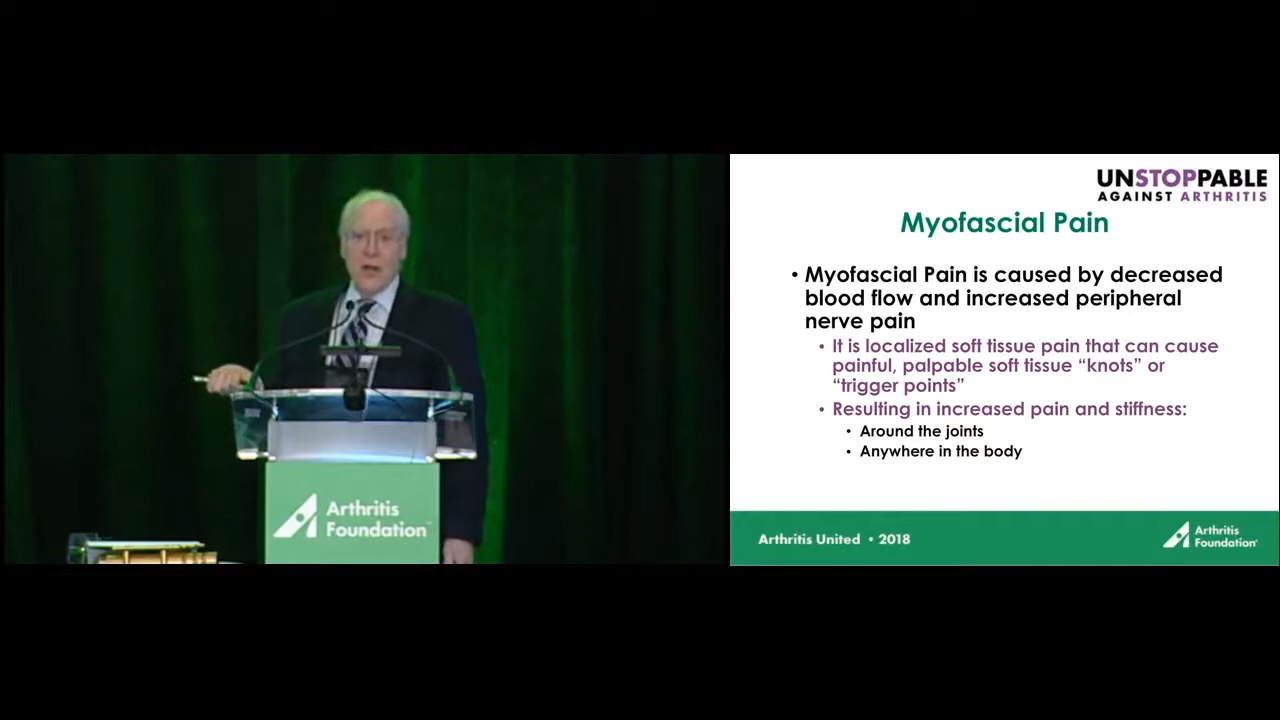 Arthritis
Foundation™
UNSTOPPABLE
AGAINST ARTHRITIS
Myofascial Pain
• Myofascial Pain is caused by decreased
blood flow and increased peripheral
nerve pain
• It is localized soft tissue pain that can cause
painful, palpable soft tissue “knots” or
“trigger points”
• Resulting in increased pain and stiffness:
• Around the joints
• Anywhere in the body
Arthritis United • 2018
Arthritis
Foundation®